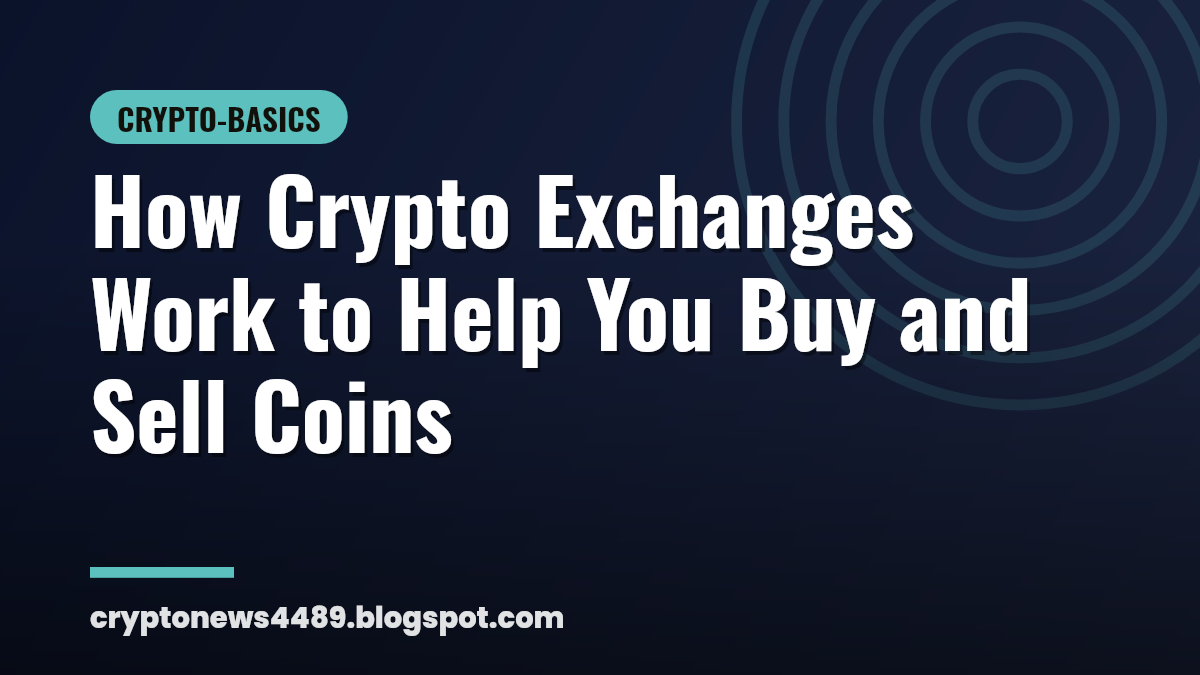 CRYPTO-BASICS
How Crypto Exchanges
Work to Help You Buy and
Sell Coins
cryptonews4489.blogspot.com